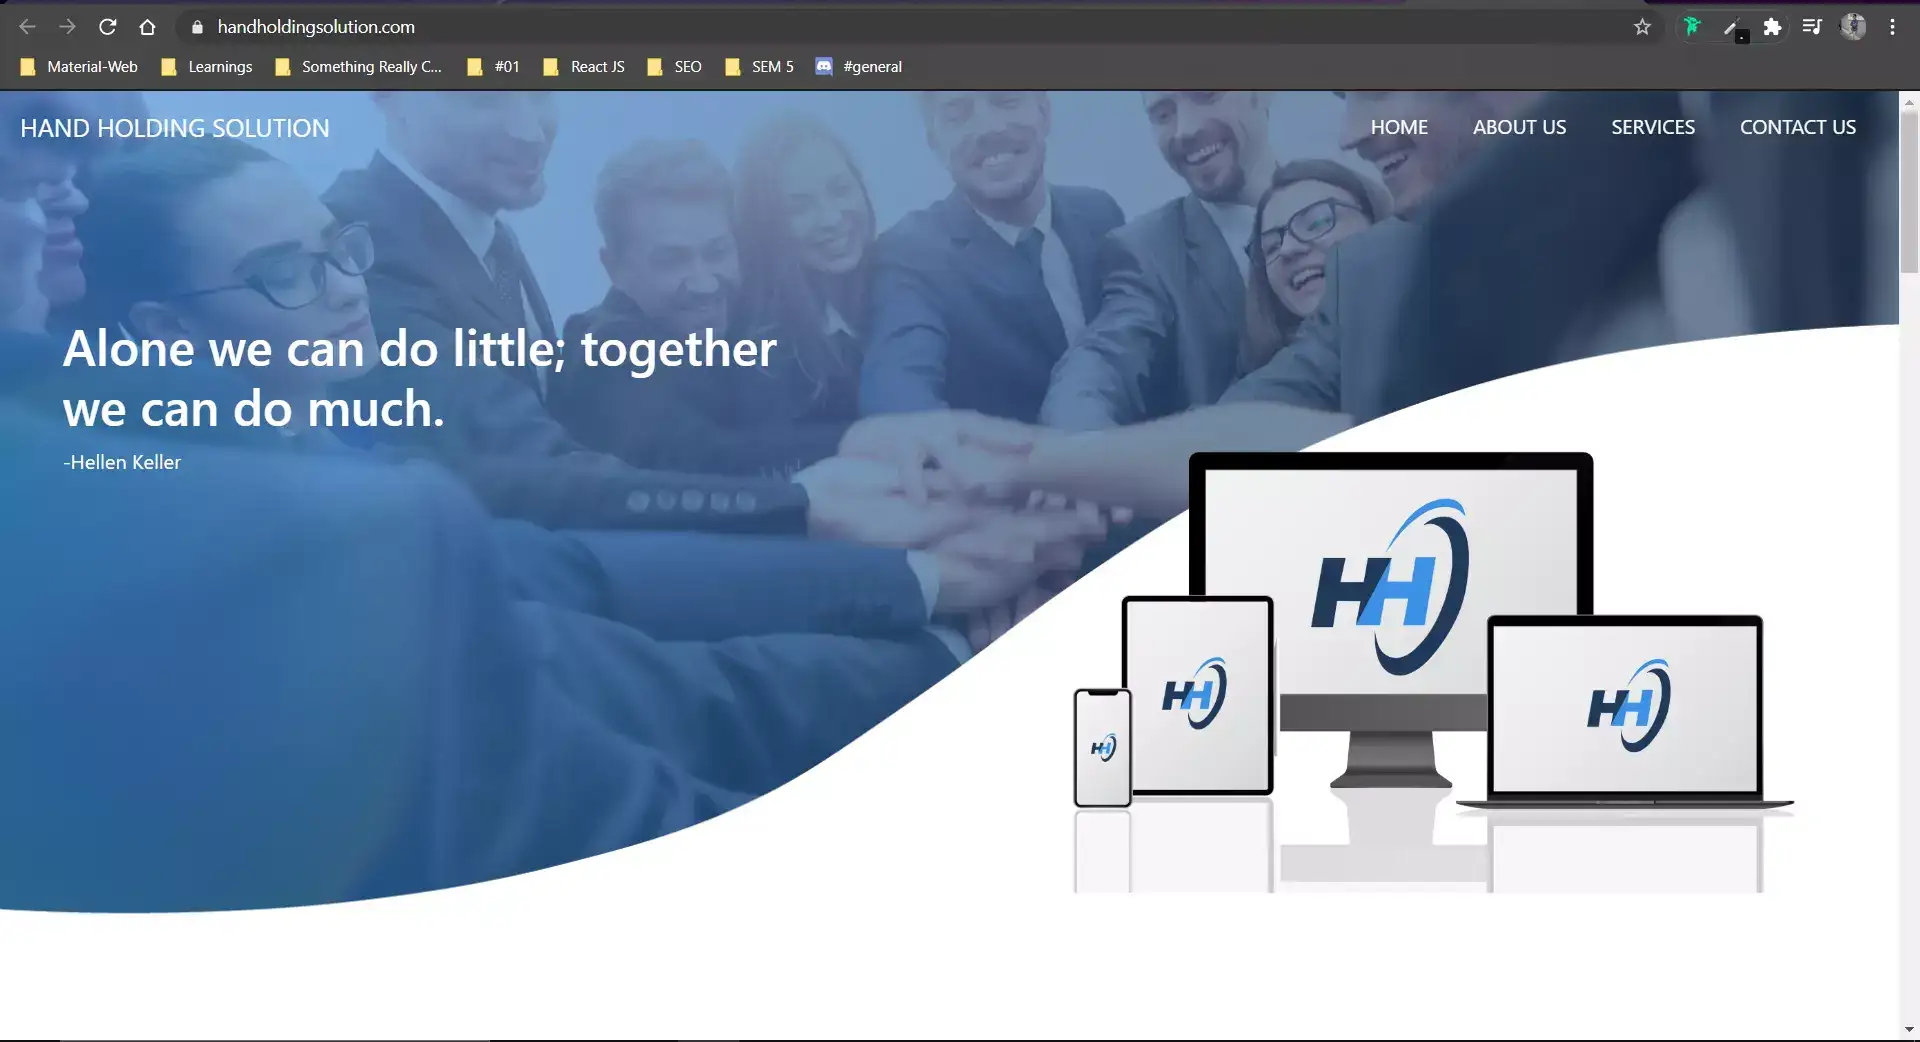 handholdingsolution.com
Material-Web Learnings Something Really C... #01 React JS SEO SEM 5 #general
HAND HOLDING SOLUTION HOME ABOUT US SERVICES CONTACT US
Alone we can do little; together
we can do much.
-Hellen Keller
HH
HH
HH
HH